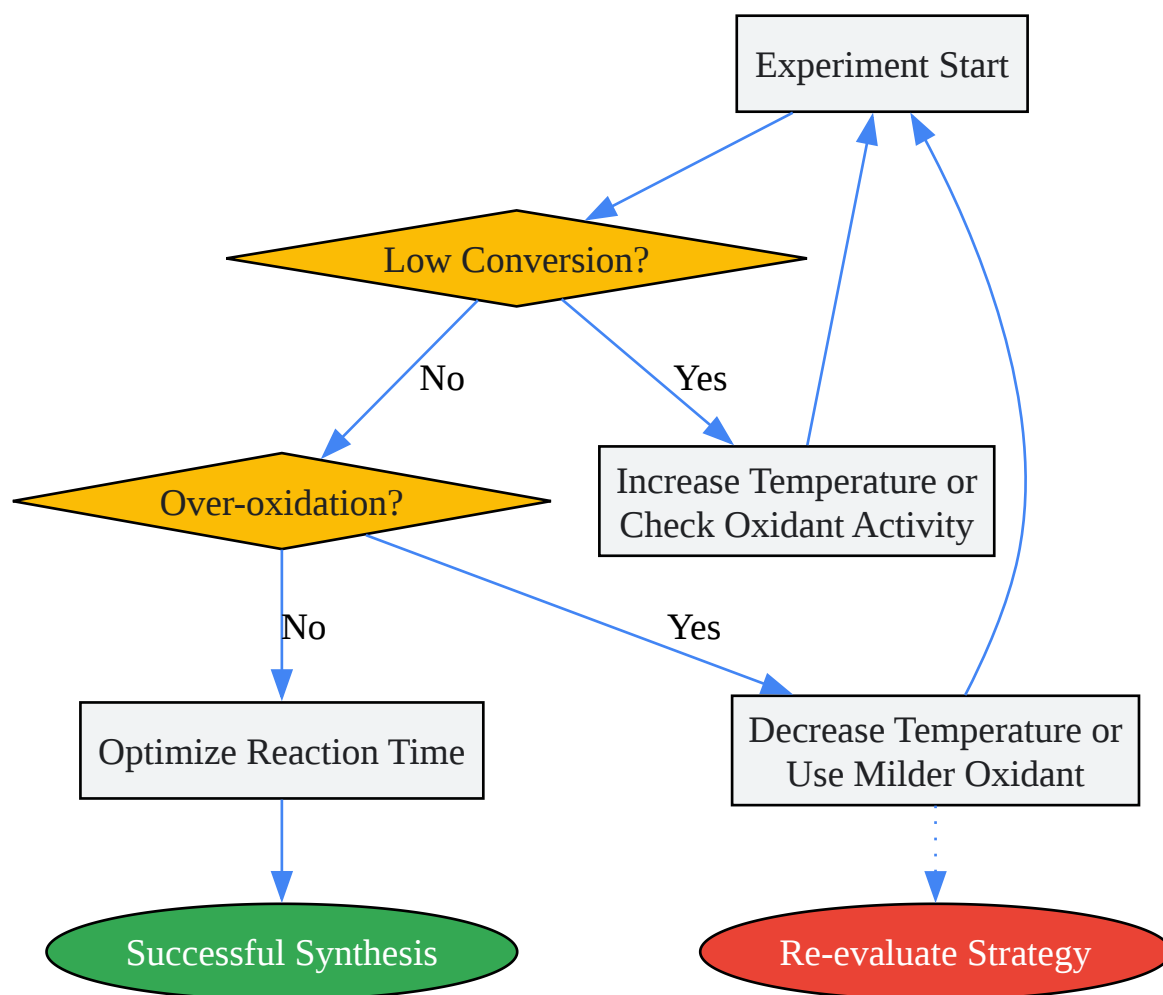 Experiment Start
Low Conversion?
No
Yes
Increase Temperature or
Check Oxidant Activity
Over-oxidation?
No
Yes
Optimize Reaction Time
Decrease Temperature or
Use Milder Oxidant
Successful Synthesis
Re-evaluate Strategy